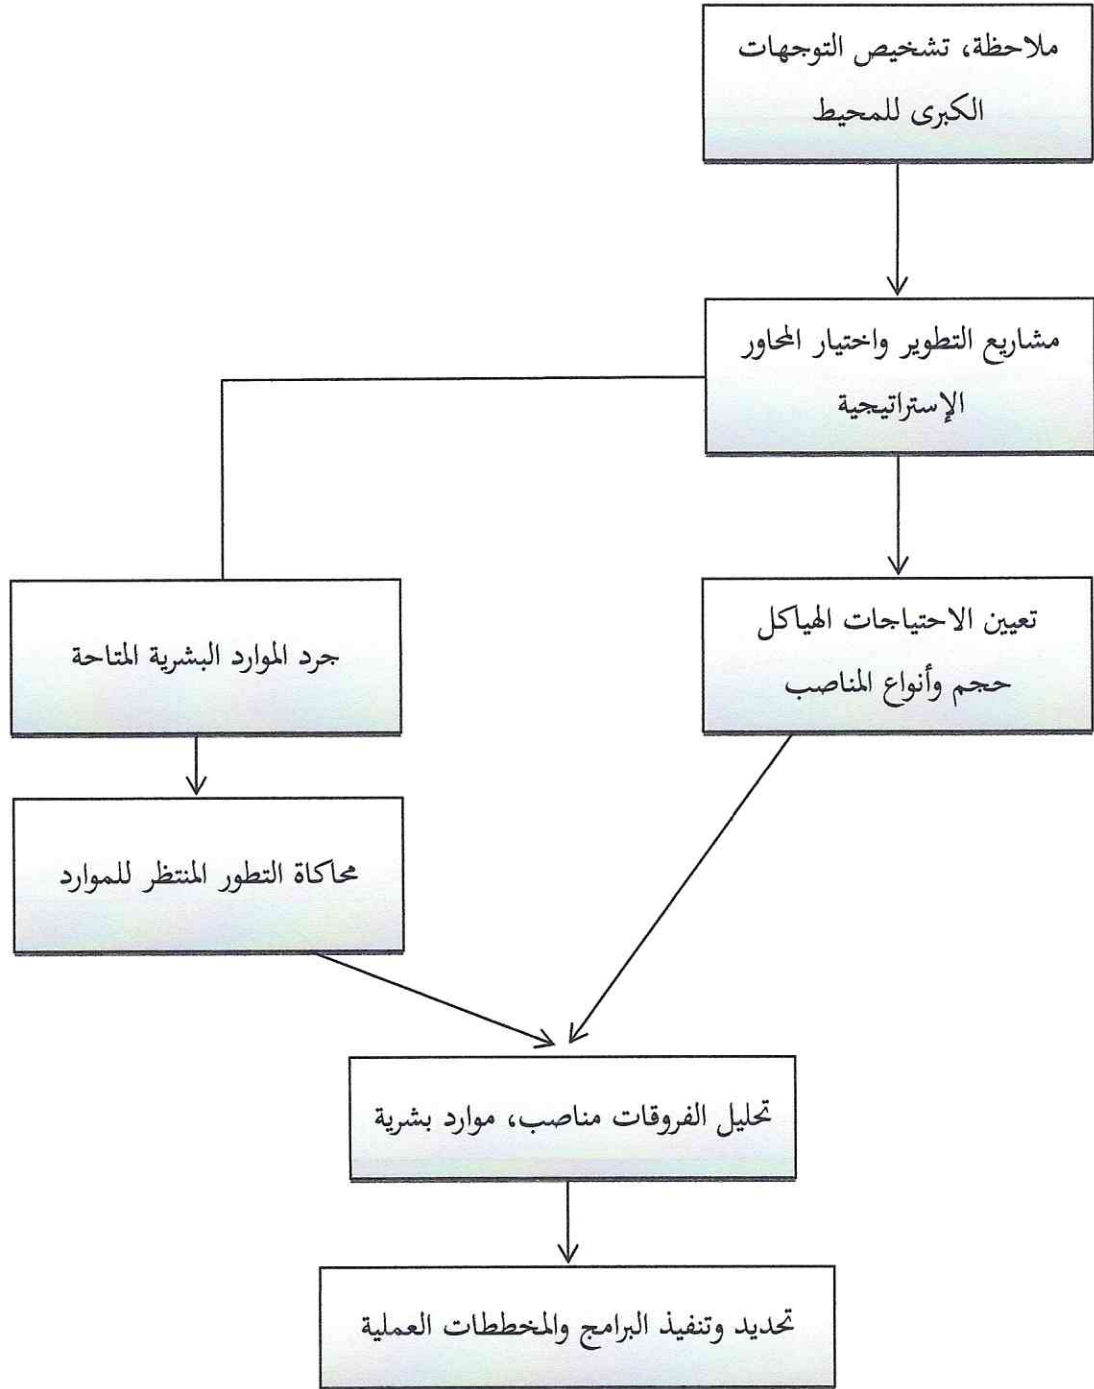 ملاحظة، تشخيص التوجهات
الكبرى للمحيط
مشاريع التطوير واختيار المحاور
الإستراتيجية
تعيين الاحتياجات الهياكل
حجم وأنواع المناصب
جرد الموارد البشرية المتاحة
محاكاة التطور المنتظر للموارد
تحليل الفروقات مناصب، موارد بشرية
تحديد وتنفيذ البرامج والمخططات العملية